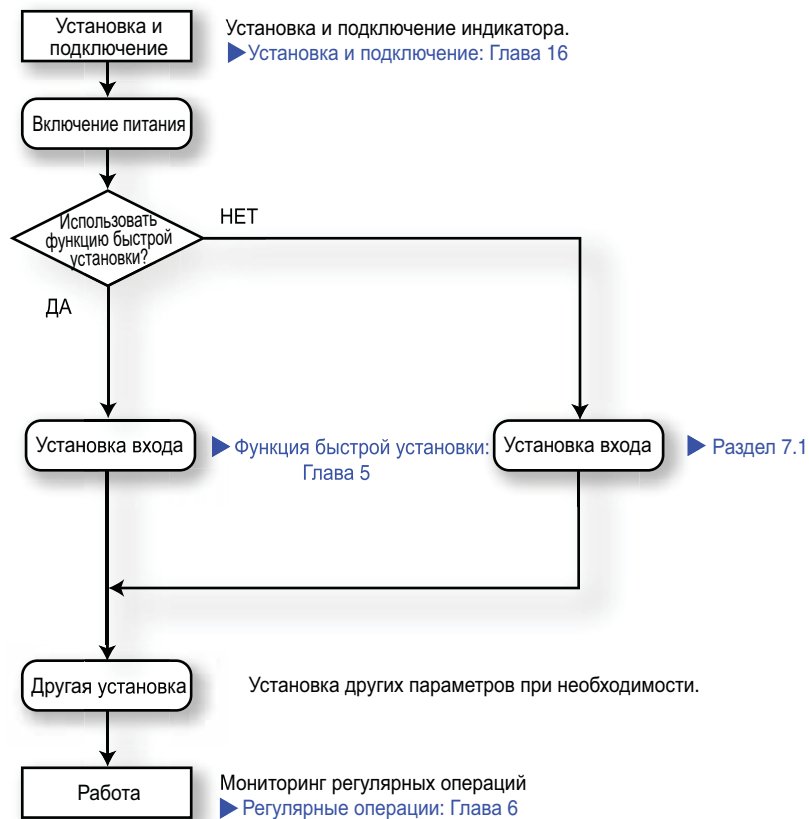 Установка и
подключение
Установка и подключение индикатора.
▶Установка и подключение: Глава 16
Включение питания
Использовать
функцию быстрой
установки?
НЕТ
ДА
Установка входа
▶ Функция быстрой установки:
Глава 5
Установка входа
▶ Раздел 7.1
Другая установка
Установка других параметров при необходимости.
Работа
Мониторинг регулярных операций
▶ Регулярные операции: Глава 6